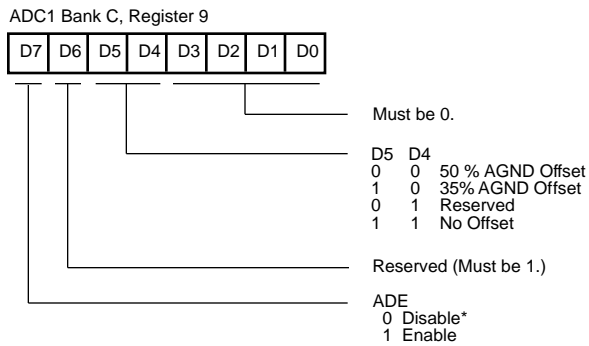 ADC1 Bank C, Register 9
D7 D6 D5 D4 D3 D2 D1 D0
Must be 0.
D5 D4
0 0 50 % AGND Offset
1 0 35% AGND Offset
0 1 Reserved
1 1 No Offset
Reserved (Must be 1.)
ADE
0 Disable*
1 Enable